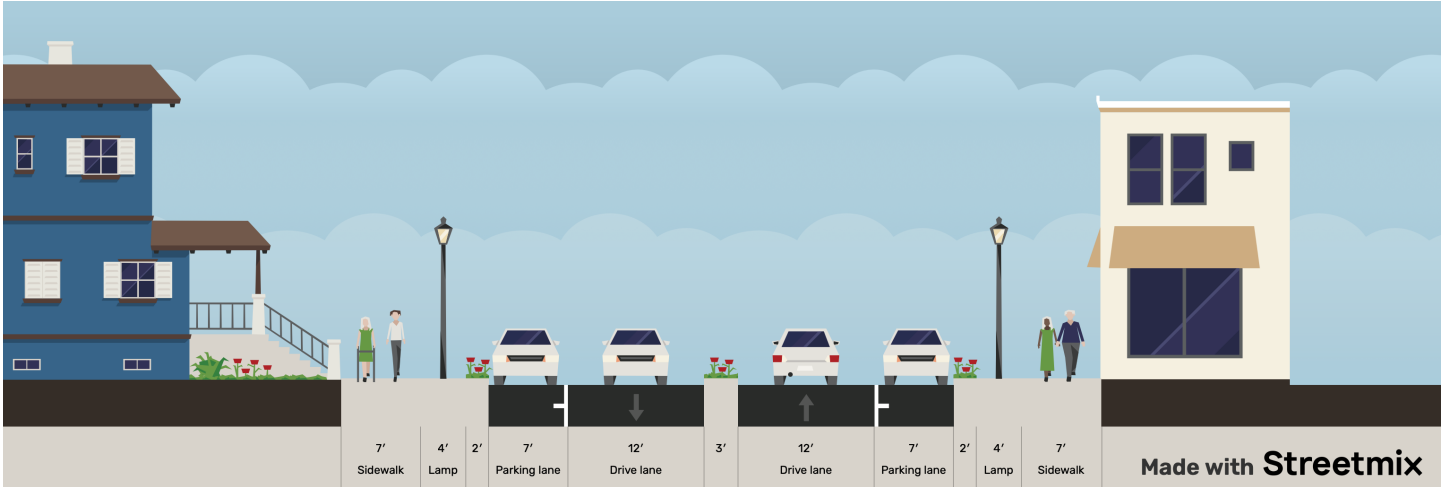 7′ 4′ 2′ 7′ 12′ 3′ 12′ 7′ 2′ 4′ 7′
Sidewalk Lamp Parking lane Drive lane Drive lane Parking lane Lamp Sidewalk
Made with Streetmix